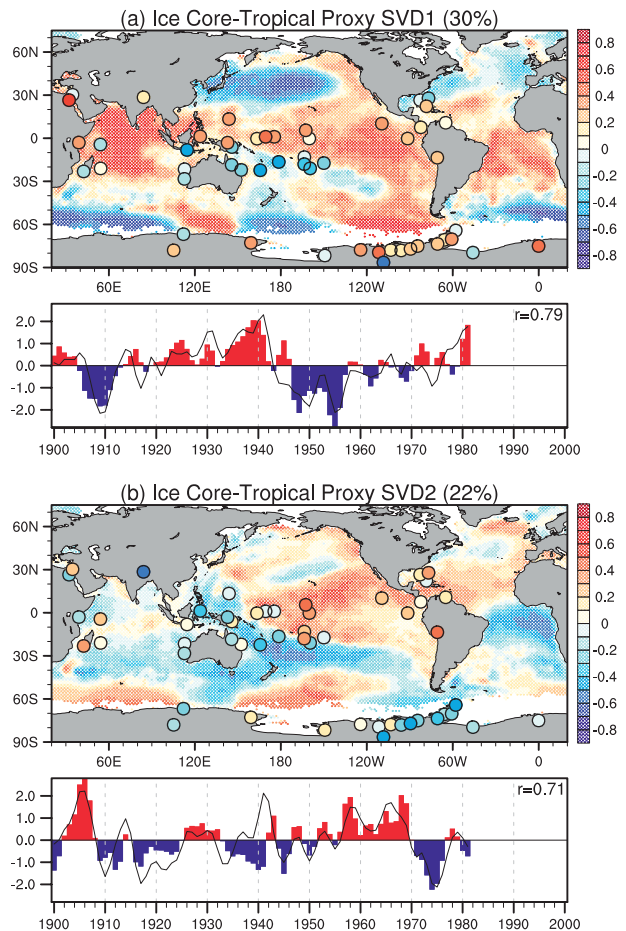 (a) Ice Core-Tropical Proxy SVD1 (30%)
60N
30N
0
30S
60S
90S
60E 120E 180 120W 60W 0
0.8
0.6
0.4
0.2
0
-0.2
-0.4
-0.6
-0.8
r=0.79
2.0
1.0
0.0
-1.0
-2.0
1900 1910 1920 1930 1940 1950 1960 1970 1980 1990 2000
(b) Ice Core-Tropical Proxy SVD2 (22%)
60N
30N
0
30S
60S
90S
60E 120E 180 120W 60W 0
0.8
0.6
0.4
0.2
0
-0.2
-0.4
-0.6
-0.8
r=0.71
2.0
1.0
0.0
-1.0
-2.0
1900 1910 1920 1930 1940 1950 1960 1970 1980 1990 2000